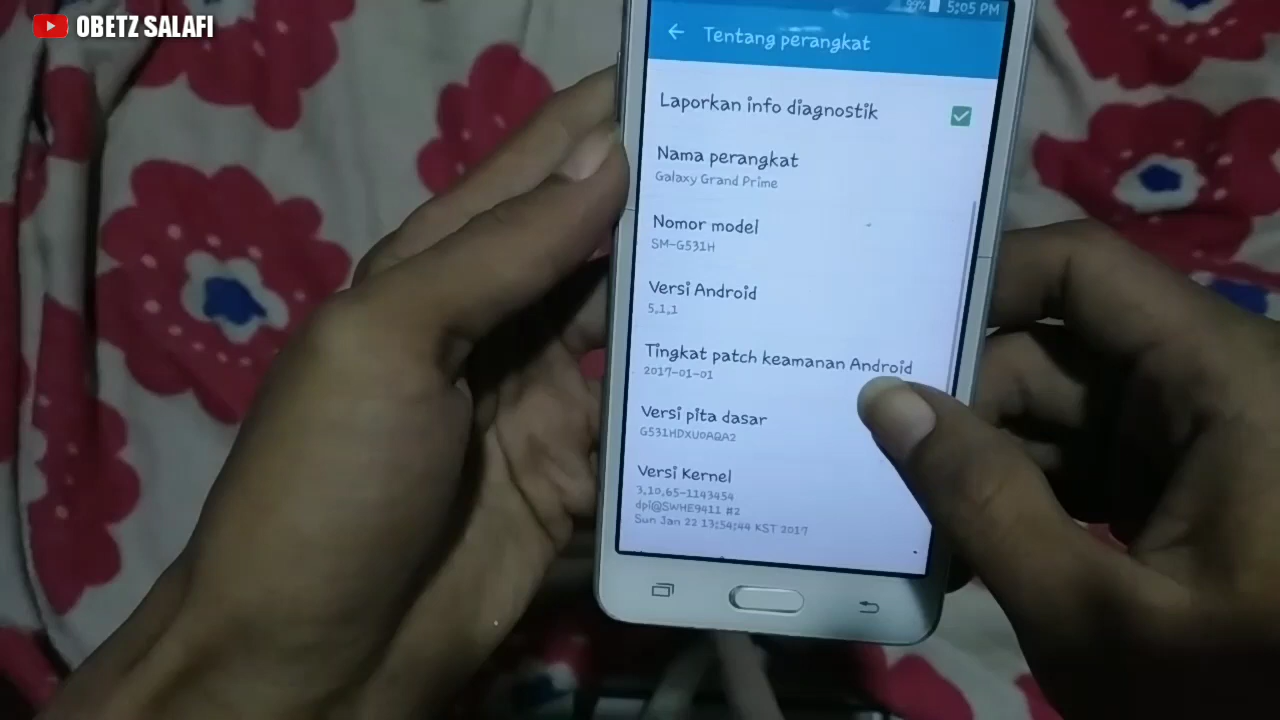 OBETZ SALAFI
99% 5:05 PM
Tentang perangkat
Laporkan info diagnostik
Nama perangkat
Galaxy Grand Prime
Nomor model
SM-G531H
Versi Android
5.1.1
Tingkat patch keamanan Android
2017-01-01
Versi pita dasar
G531HDXU0AQA2
Versi Kernel
3.10.65-1143454
dpi@SWHE9411 #2
Sun Jan 22 13:54:44 KST 2017